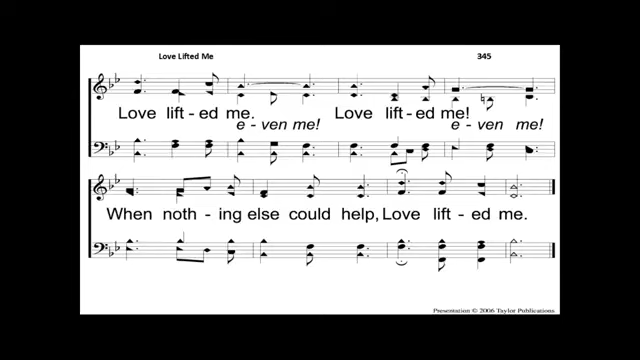 Love Lifted Me 345
Love lift - ed me. Love lift - ed me!
e - ven me! e - ven me!
When noth - ing else could help, Love lift - ed me.
Presentation © 2006 Taylor Publications